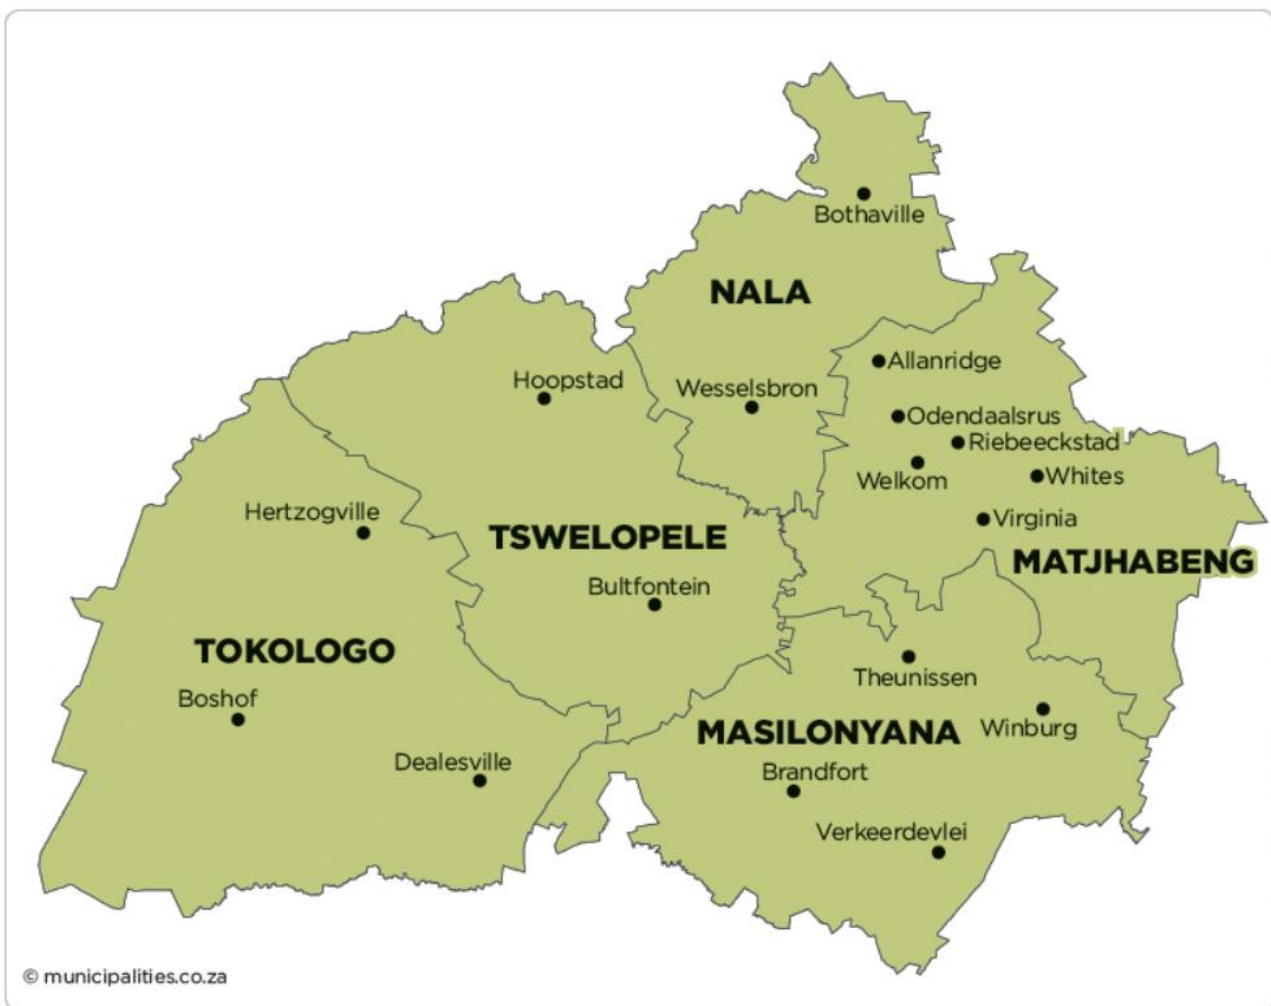 Bothaville
NALA
Allanridge
Hoopstad
Wesselsbron
Odendaalsrus
Riebeeckstad
Welkom
Whites
Hertzogville
Virginia
TSWELOPELE
MATJHABENG
Bultfontein
TOKOLOGO
Theunissen
Boshof
Winburg
MASILONYANA
Dealesville
Brandfort
Verkeerdevlei
© municipalities.co.za